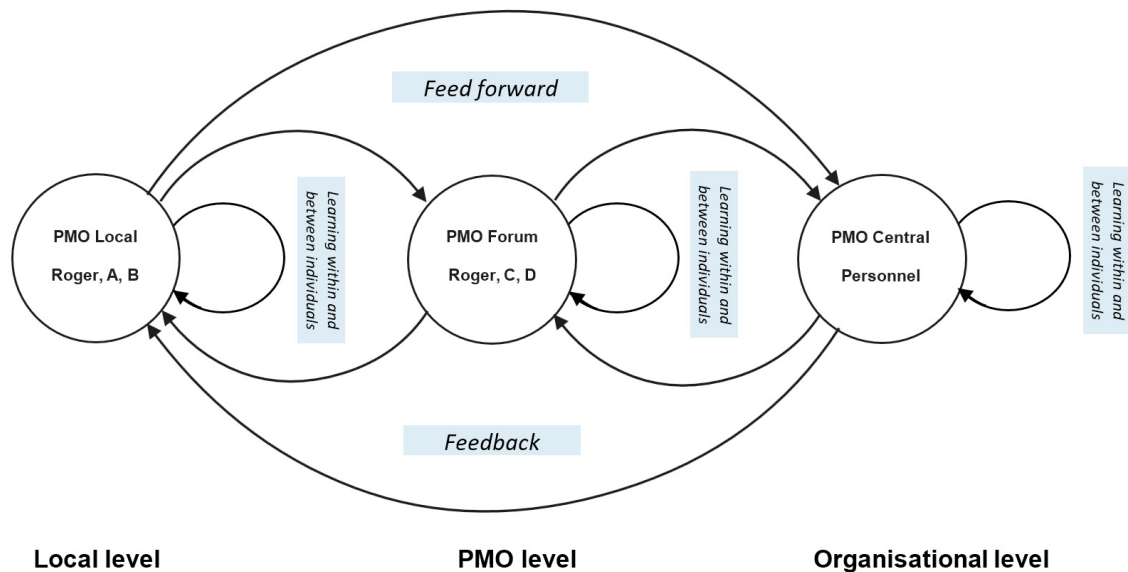 Feed forward
PMO Local
Roger, A, B
Learning within and
between individuals
PMO Forum
Roger, C, D
Learning within and
between individuals
PMO Central
Personnel
Learning within and
between individuals
Feedback
Local level
PMO level
Organisational level